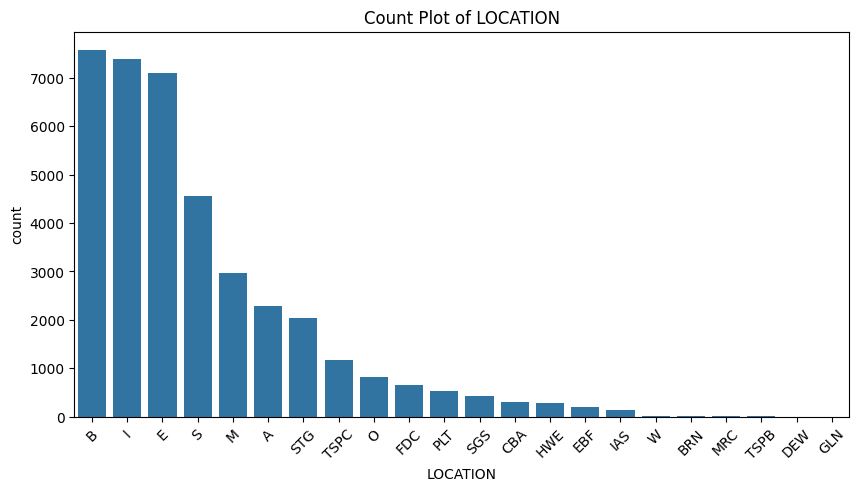 Count Plot of LOCATION
count
7000
6000
5000
4000
3000
2000
1000
0
B I E S M A STG TSPC O FDC PLT SGS CBA HWE EBF IAS W BRN MRC TSPB DEW GLN
LOCATION